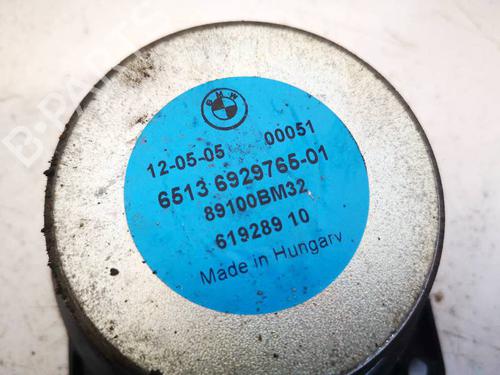 B-PARTS
BMW
12-05-05 00051
6513 6929765-01
89100BM32
619289 10
Made in Hungary